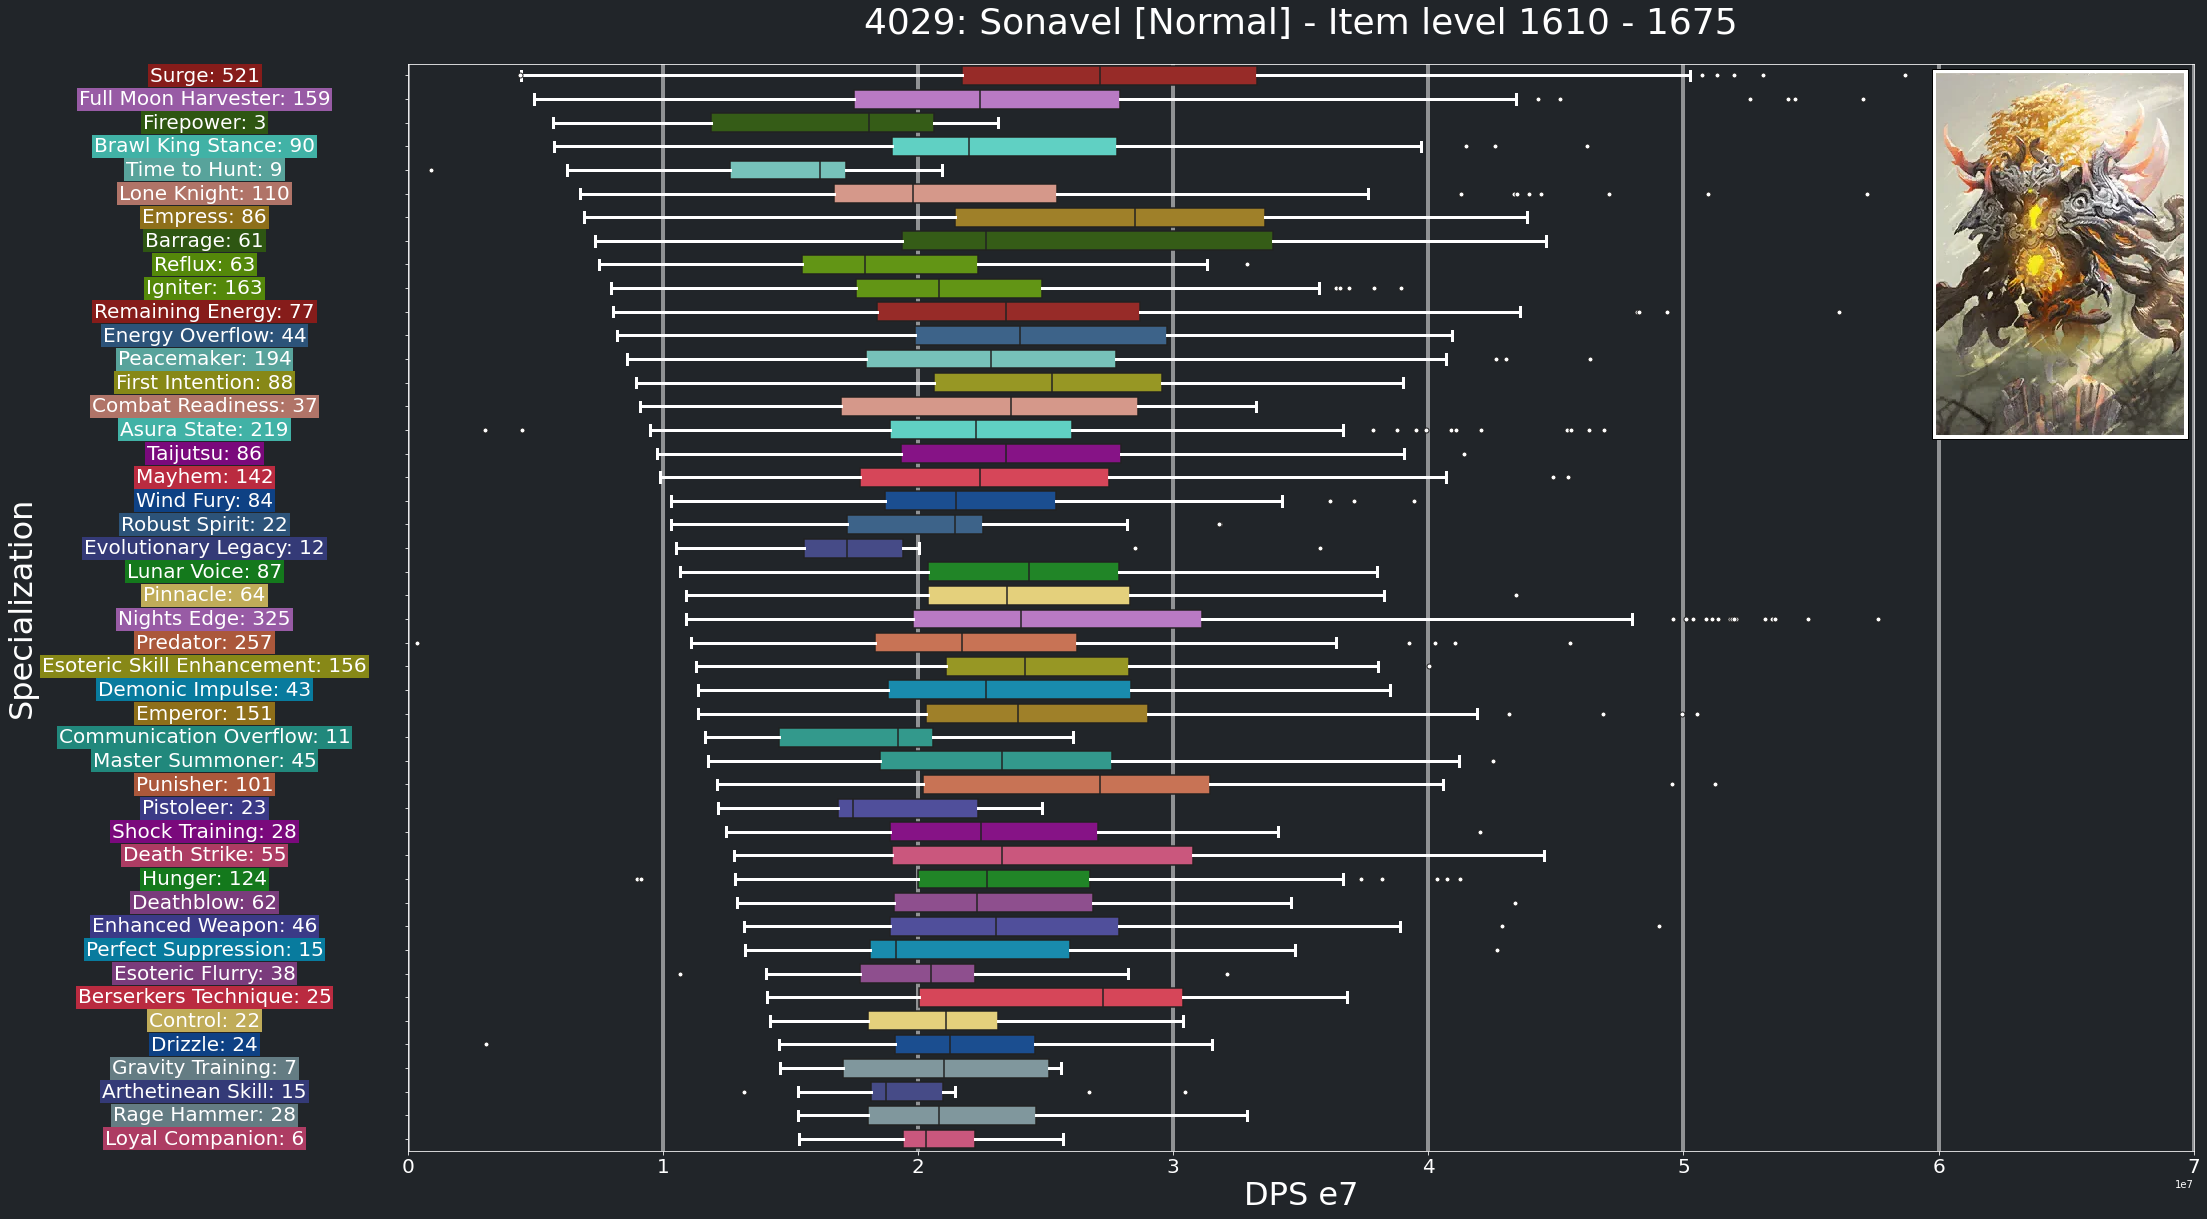 4029: Sonavel [Normal] - Item level 1610 - 1675
Surge: 521
Full Moon Harvester: 159
Firepower: 3
Brawl King Stance: 90
Time to Hunt: 9
Lone Knight: 110
Empress: 86
Barrage: 61
Reflux: 63
Igniter: 163
Remaining Energy: 77
Energy Overflow: 44
Peacemaker: 194
First Intention: 88
Combat Readiness: 37
Asura State: 219
Taijutsu: 86
Mayhem: 142
Wind Fury: 84
Robust Spirit: 22
Evolutionary Legacy: 12
Lunar Voice: 87
Pinnacle: 64
Nights Edge: 325
Predator: 257
Esoteric Skill Enhancement: 156
Demonic Impulse: 43
Emperor: 151
Communication Overflow: 11
Master Summoner: 45
Punisher: 101
Pistoleer: 23
Shock Training: 28
Death Strike: 55
Hunger: 124
Deathblow: 62
Enhanced Weapon: 46
Perfect Suppression: 15
Esoteric Flurry: 38
Berserkers Technique: 25
Control: 22
Drizzle: 24
Gravity Training: 7
Arthetinean Skill: 15
Rage Hammer: 28
Loyal Companion: 6
Specialization
0 1 2 3 4 5 6 7
1e7
DPS e7